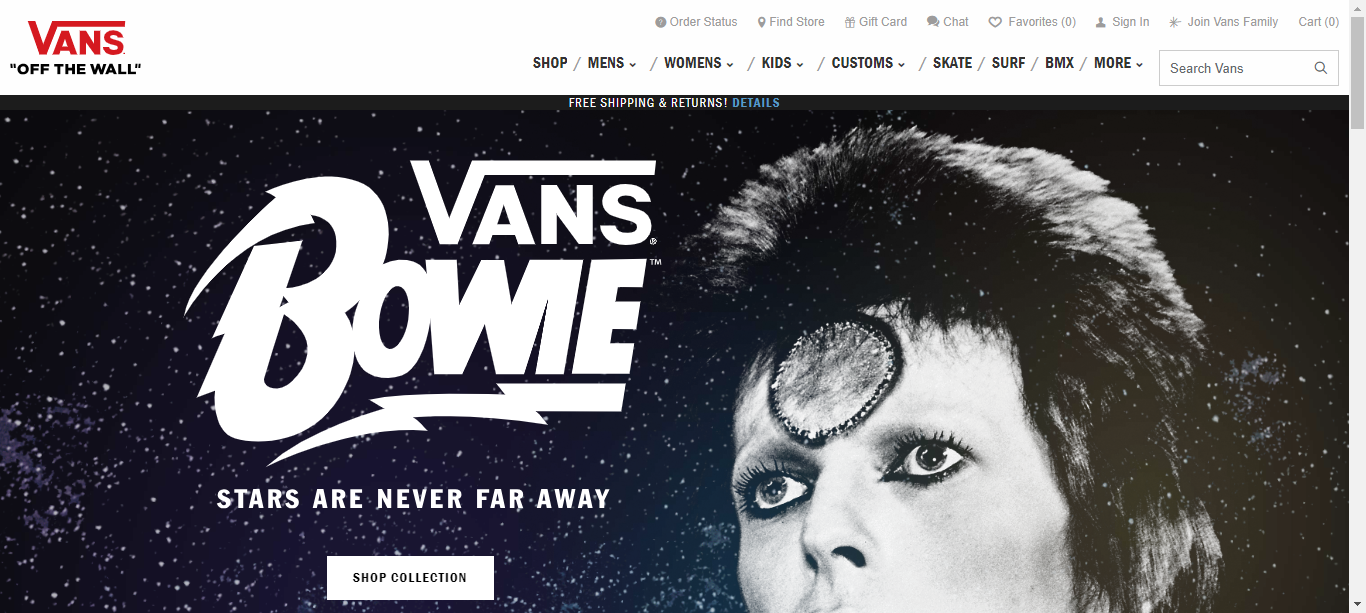 VANS
"OFF THE WALL"
Order Status Find Store Gift Card Chat Favorites (0) Sign In Join Vans Family Cart (0)
SHOP / MENS / WOMENS / KIDS / CUSTOMS / SKATE / SURF / BMX / MORE
Search Vans
FREE SHIPPING & RETURNS! DETAILS
VANS®
BOWIE™
STARS ARE NEVER FAR AWAY
SHOP COLLECTION